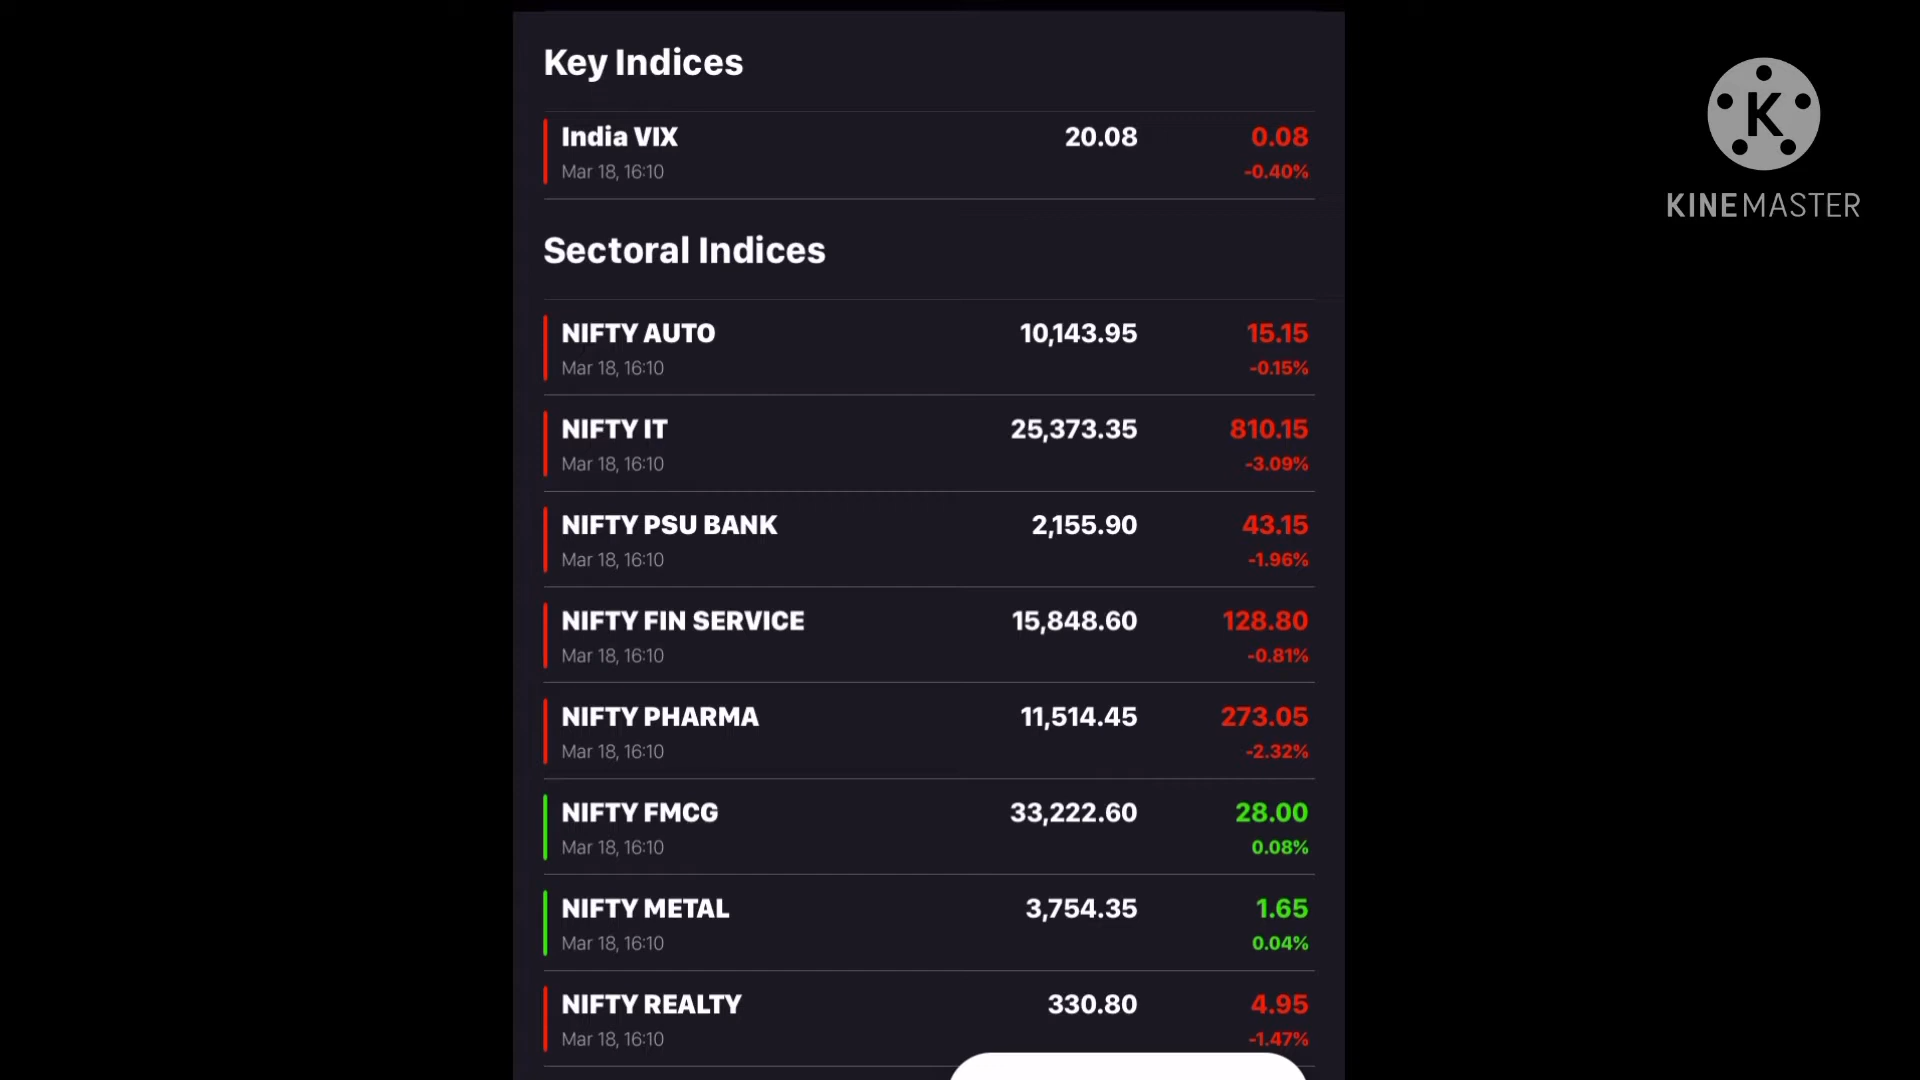 Key Indices
India VIX 20.08 0.08
Mar 18, 16:10 -0.40%
Sectoral Indices
NIFTY AUTO 10,143.95 15.15
Mar 18, 16:10 -0.15%
NIFTY IT 25,373.35 810.15
Mar 18, 16:10 -3.09%
NIFTY PSU BANK 2,155.90 43.15
Mar 18, 16:10 -1.96%
NIFTY FIN SERVICE 15,848.60 128.80
Mar 18, 16:10 -0.81%
NIFTY PHARMA 11,514.45 273.05
Mar 18, 16:10 -2.32%
NIFTY FMCG 33,222.60 28.00
Mar 18, 16:10 0.08%
NIFTY METAL 3,754.35 1.65
Mar 18, 16:10 0.04%
NIFTY REALTY 330.80 4.95
Mar 18, 16:10 -1.47%
K
KINEMASTER